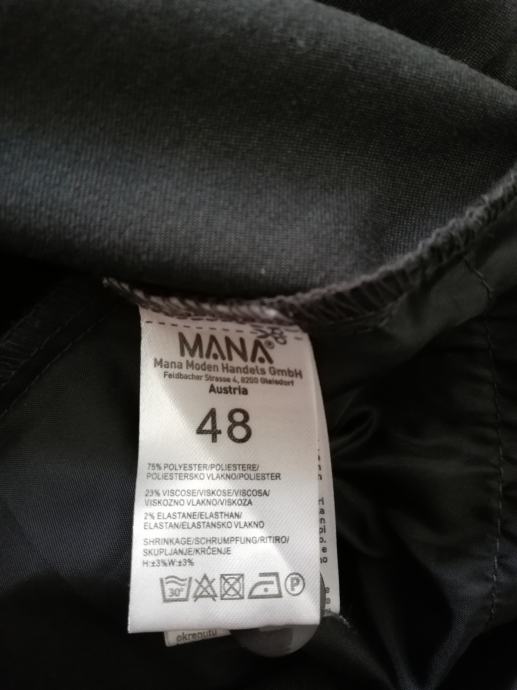 MANA®
Mana Moden Handels GmbH
Feldbacher Strasse 4, 8200 Gleisdorf
Austria
48
75% POLYESTER/POLIESTERE/
POLIESTERSKO VLAKNO/POLIESTER
23% VISCOSE/VISKOSE/VISCOSA/
VISKOZNO VLAKNO/VISKOZA
2% ELASTANE/ELASTHAN/
ELASTAN/ELASTANSKO VLAKNO
SHRINKAGE/SCHRUMPFUNG/RITIRO/
SKUPLJANJE/KRČENJE
H:±3%W:±3%
30° P
okrenutu